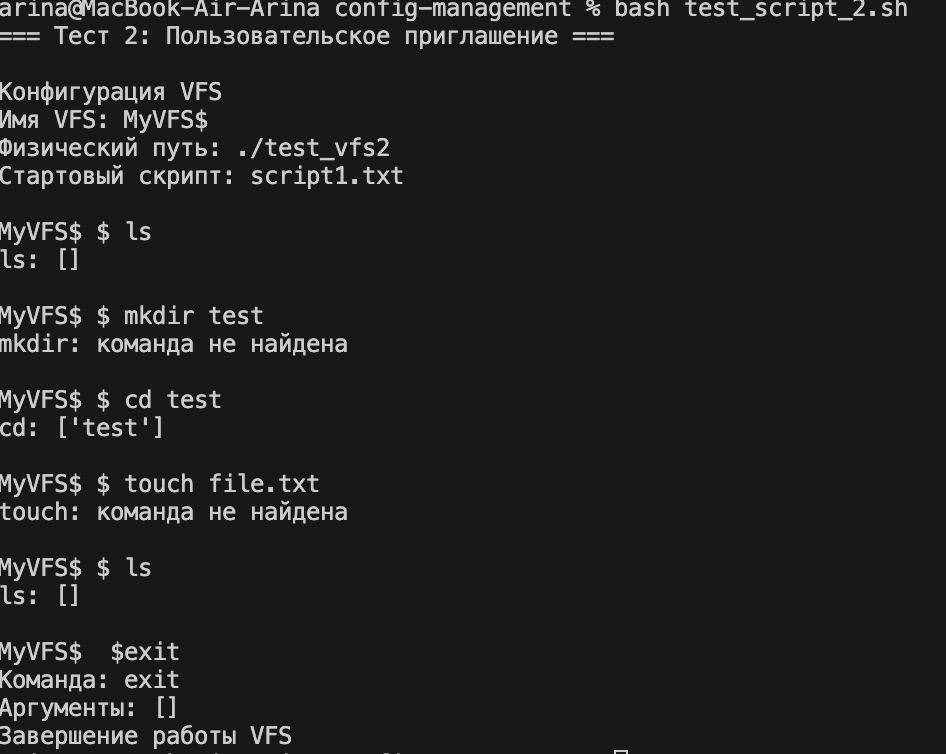 arina@MacBook-Air-Arina config-management % bash test_script_2.sh
=== Тест 2: Пользовательское приглашение ===
Конфигурация VFS
Имя VFS: MyVFS$
Физический путь: ./test_vfs2
Стартовый скрипт: script1.txt
MyVFS$ $ ls
ls: []
MyVFS$ $ mkdir test
mkdir: команда не найдена
MyVFS$ $ cd test
cd: ['test']
MyVFS$ $ touch file.txt
touch: команда не найдена
MyVFS$ $ ls
ls: []
MyVFS$  $exit
Команда: exit
Аргументы: []
Завершение работы VFS